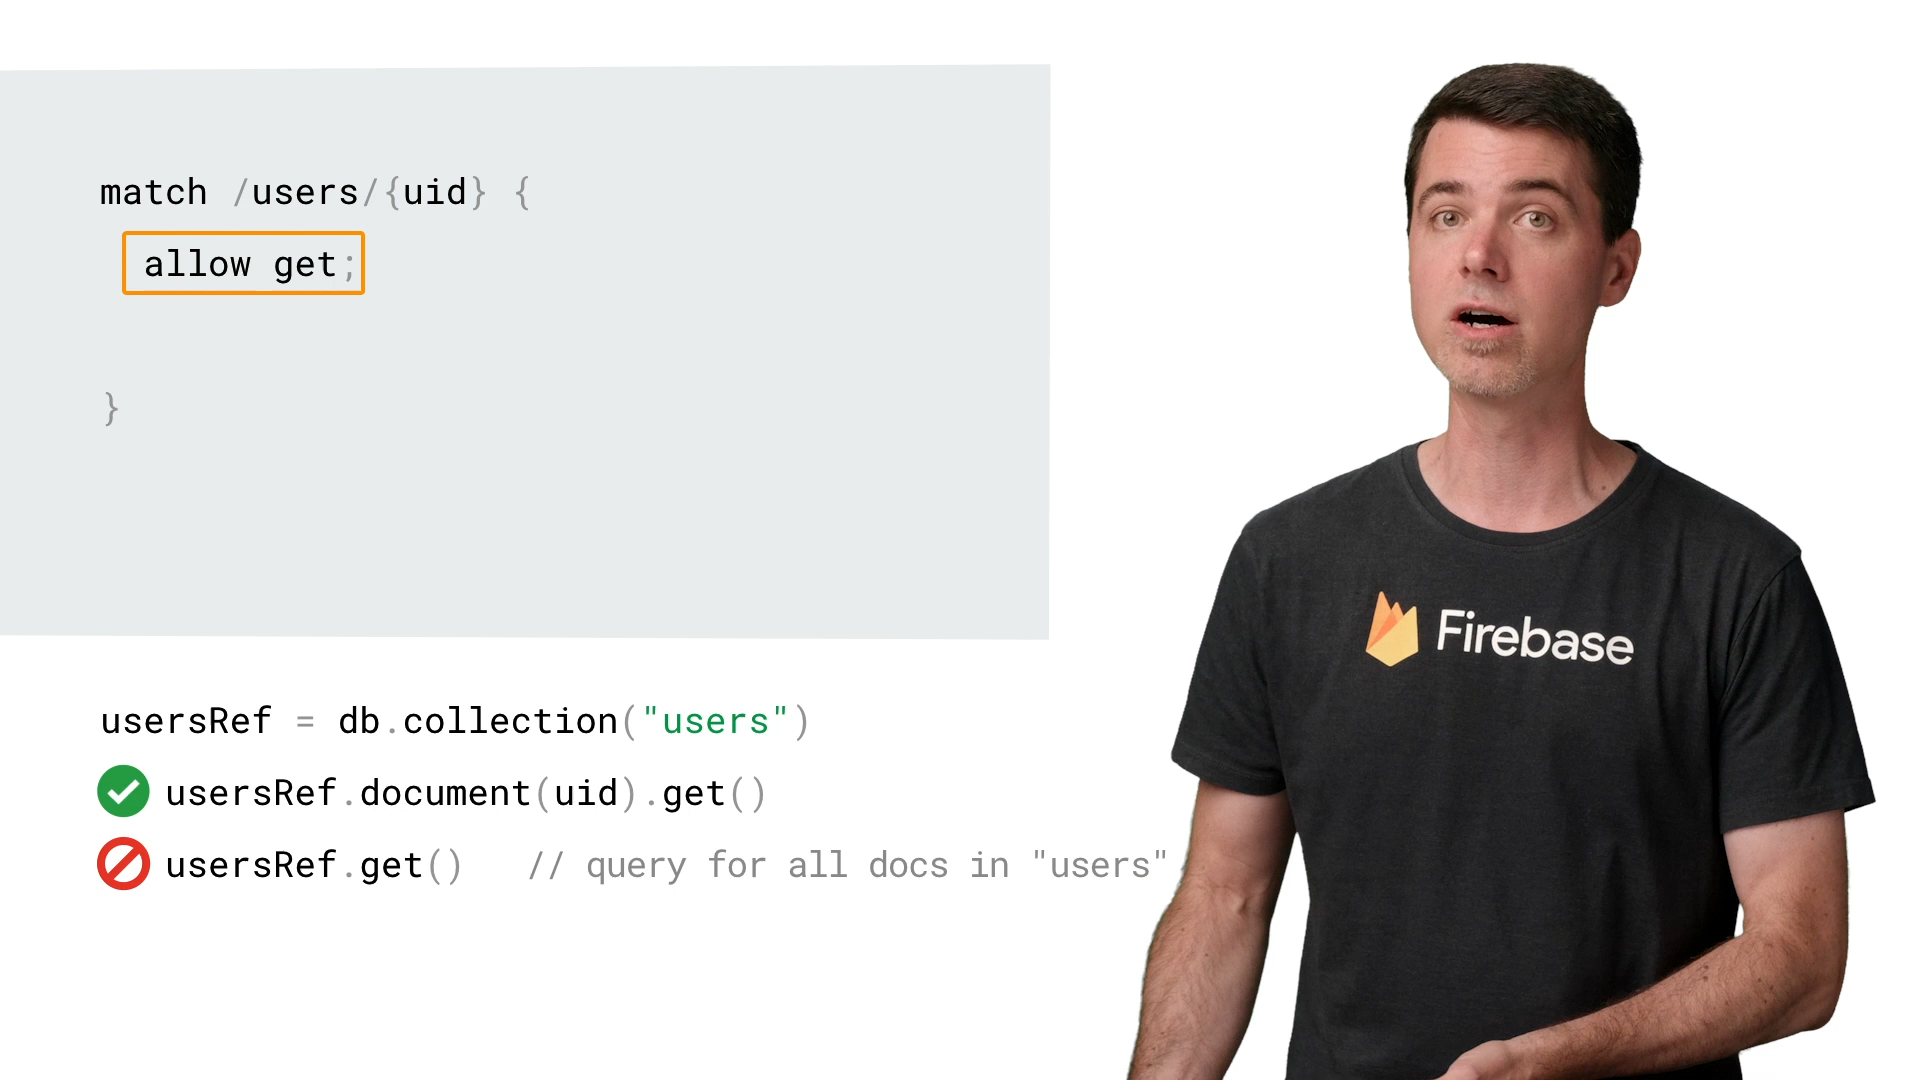 match /users/{uid} {
allow get;
}
usersRef = db.collection("users")
usersRef.document(uid).get()
usersRef.get()   // query for all docs in "users"
Firebase